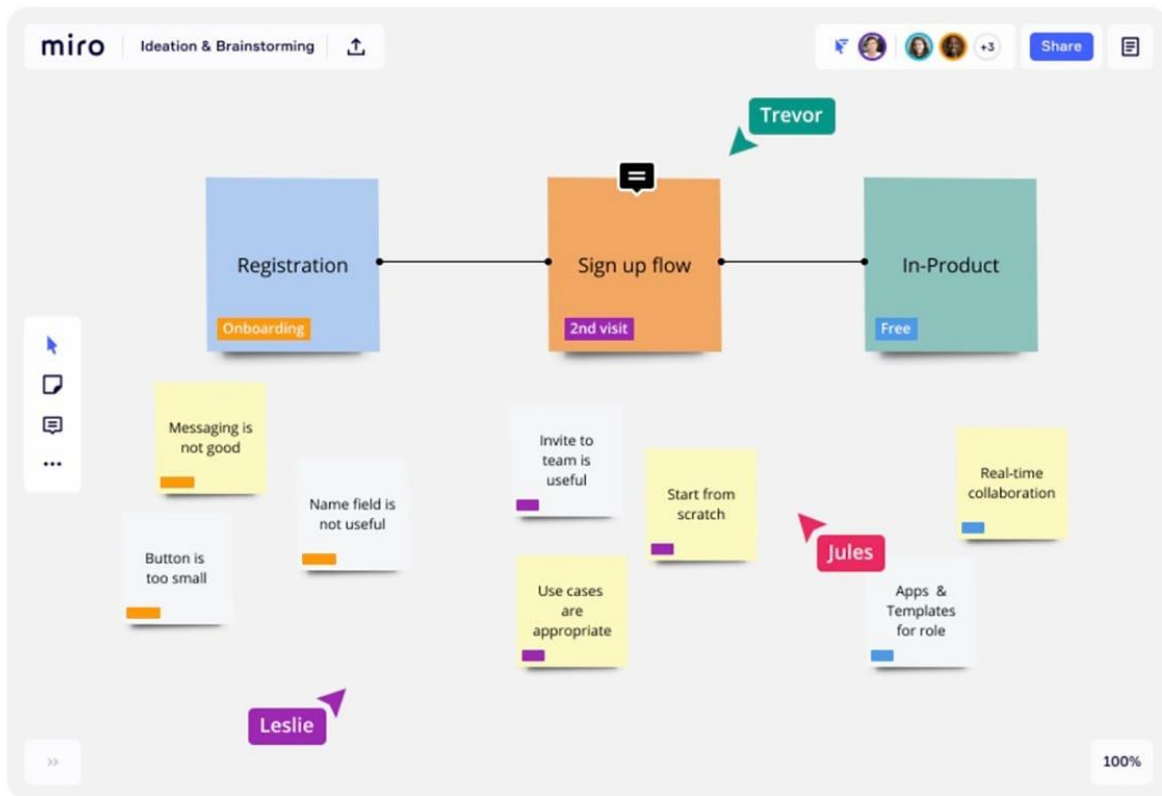 miro
Ideation & Brainstorming
+3
Share
Trevor
Registration
Onboarding
Sign up flow
2nd visit
In-Product
Free
Messaging is
not good
Name field is
not useful
Button is
too small
Invite to
team is
useful
Start from
scratch
Use cases
are
appropriate
Real-time
collaboration
Jules
Apps &
Templates
for role
Leslie
100%